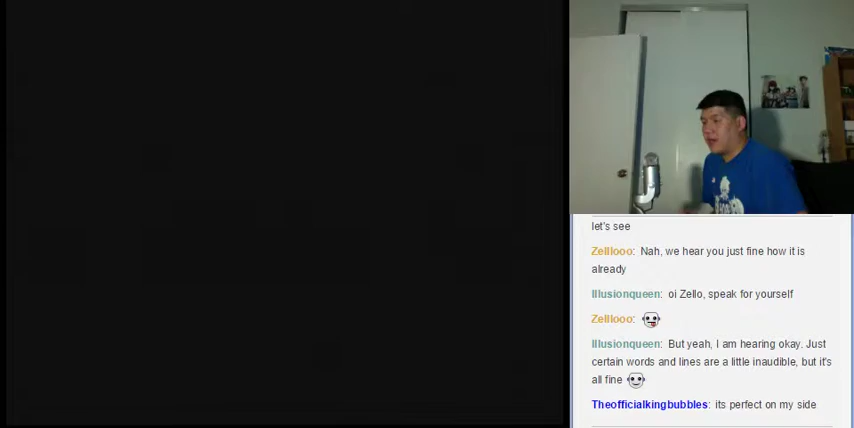 let's see
Zelllooo: Nah, we hear you just fine how it is
already
Illusionqueen: oi Zello, speak for yourself
Zelllooo:
Illusionqueen: But yeah, I am hearing okay. Just
certain words and lines are a little inaudible, but it's
all fine
Theofficialkingbubbles: its perfect on my side